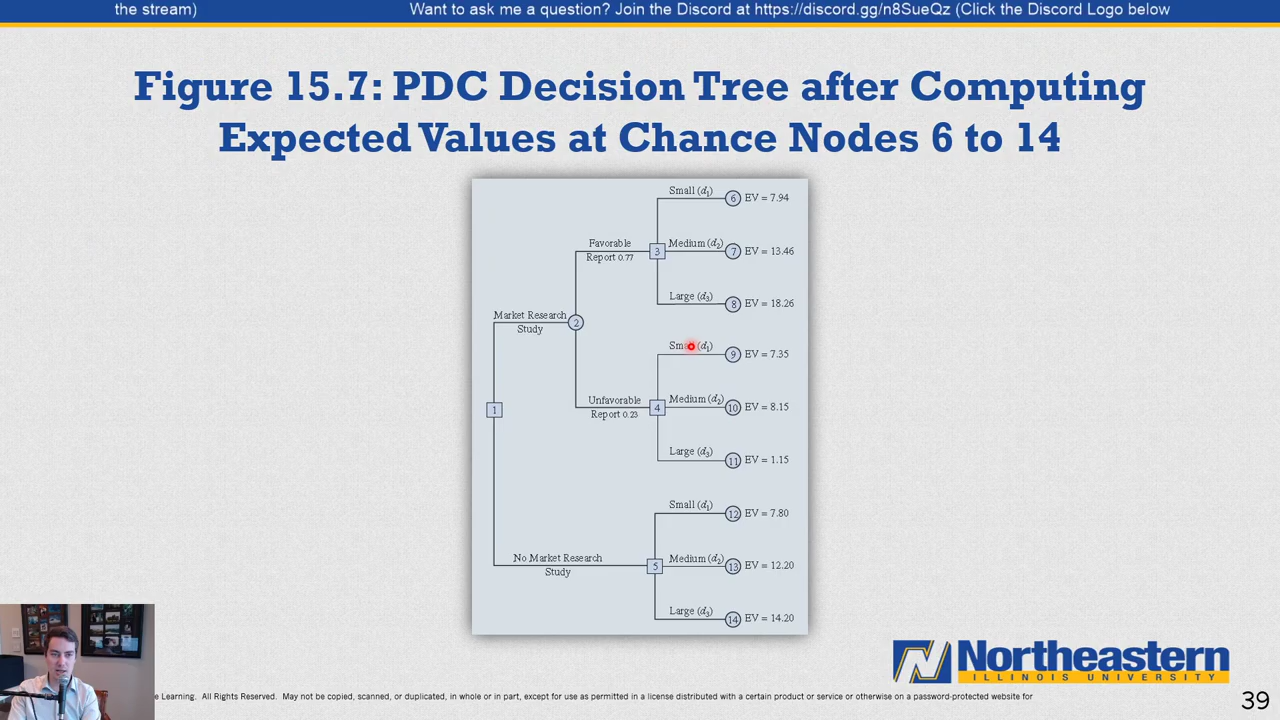 the stream)
Want to ask me a question? Join the Discord at https://discord.gg/n8SueQz (Click the Discord Logo below
Figure 15.7: PDC Decision Tree after Computing
Expected Values at Chance Nodes 6 to 14
Small (d1)
6 EV = 7.94
Favorable
Report 0.77
3
Medium (d2)
7 EV = 13.46
Large (d3)
8 EV = 18.26
Market Research
Study
2
(d1)
9 EV = 7.35
Unfavorable
Report 0.23
4
Medium (d2)
10 EV = 8.15
1
Large (d3)
11 EV = 1.15
Small (d1)
12 EV = 7.80
No Market Research
Study
5
Medium (d2)
13 EV = 12.20
Large (d3)
14 EV = 14.20
N Northeastern
ILLINOIS UNIVERSITY
e Learning. All Rights Reserved. May not be copied, scanned, or duplicated, in whole or in part, except for use as permitted in a license distributed with a certain product or service or otherwise on a password-protected website for
39